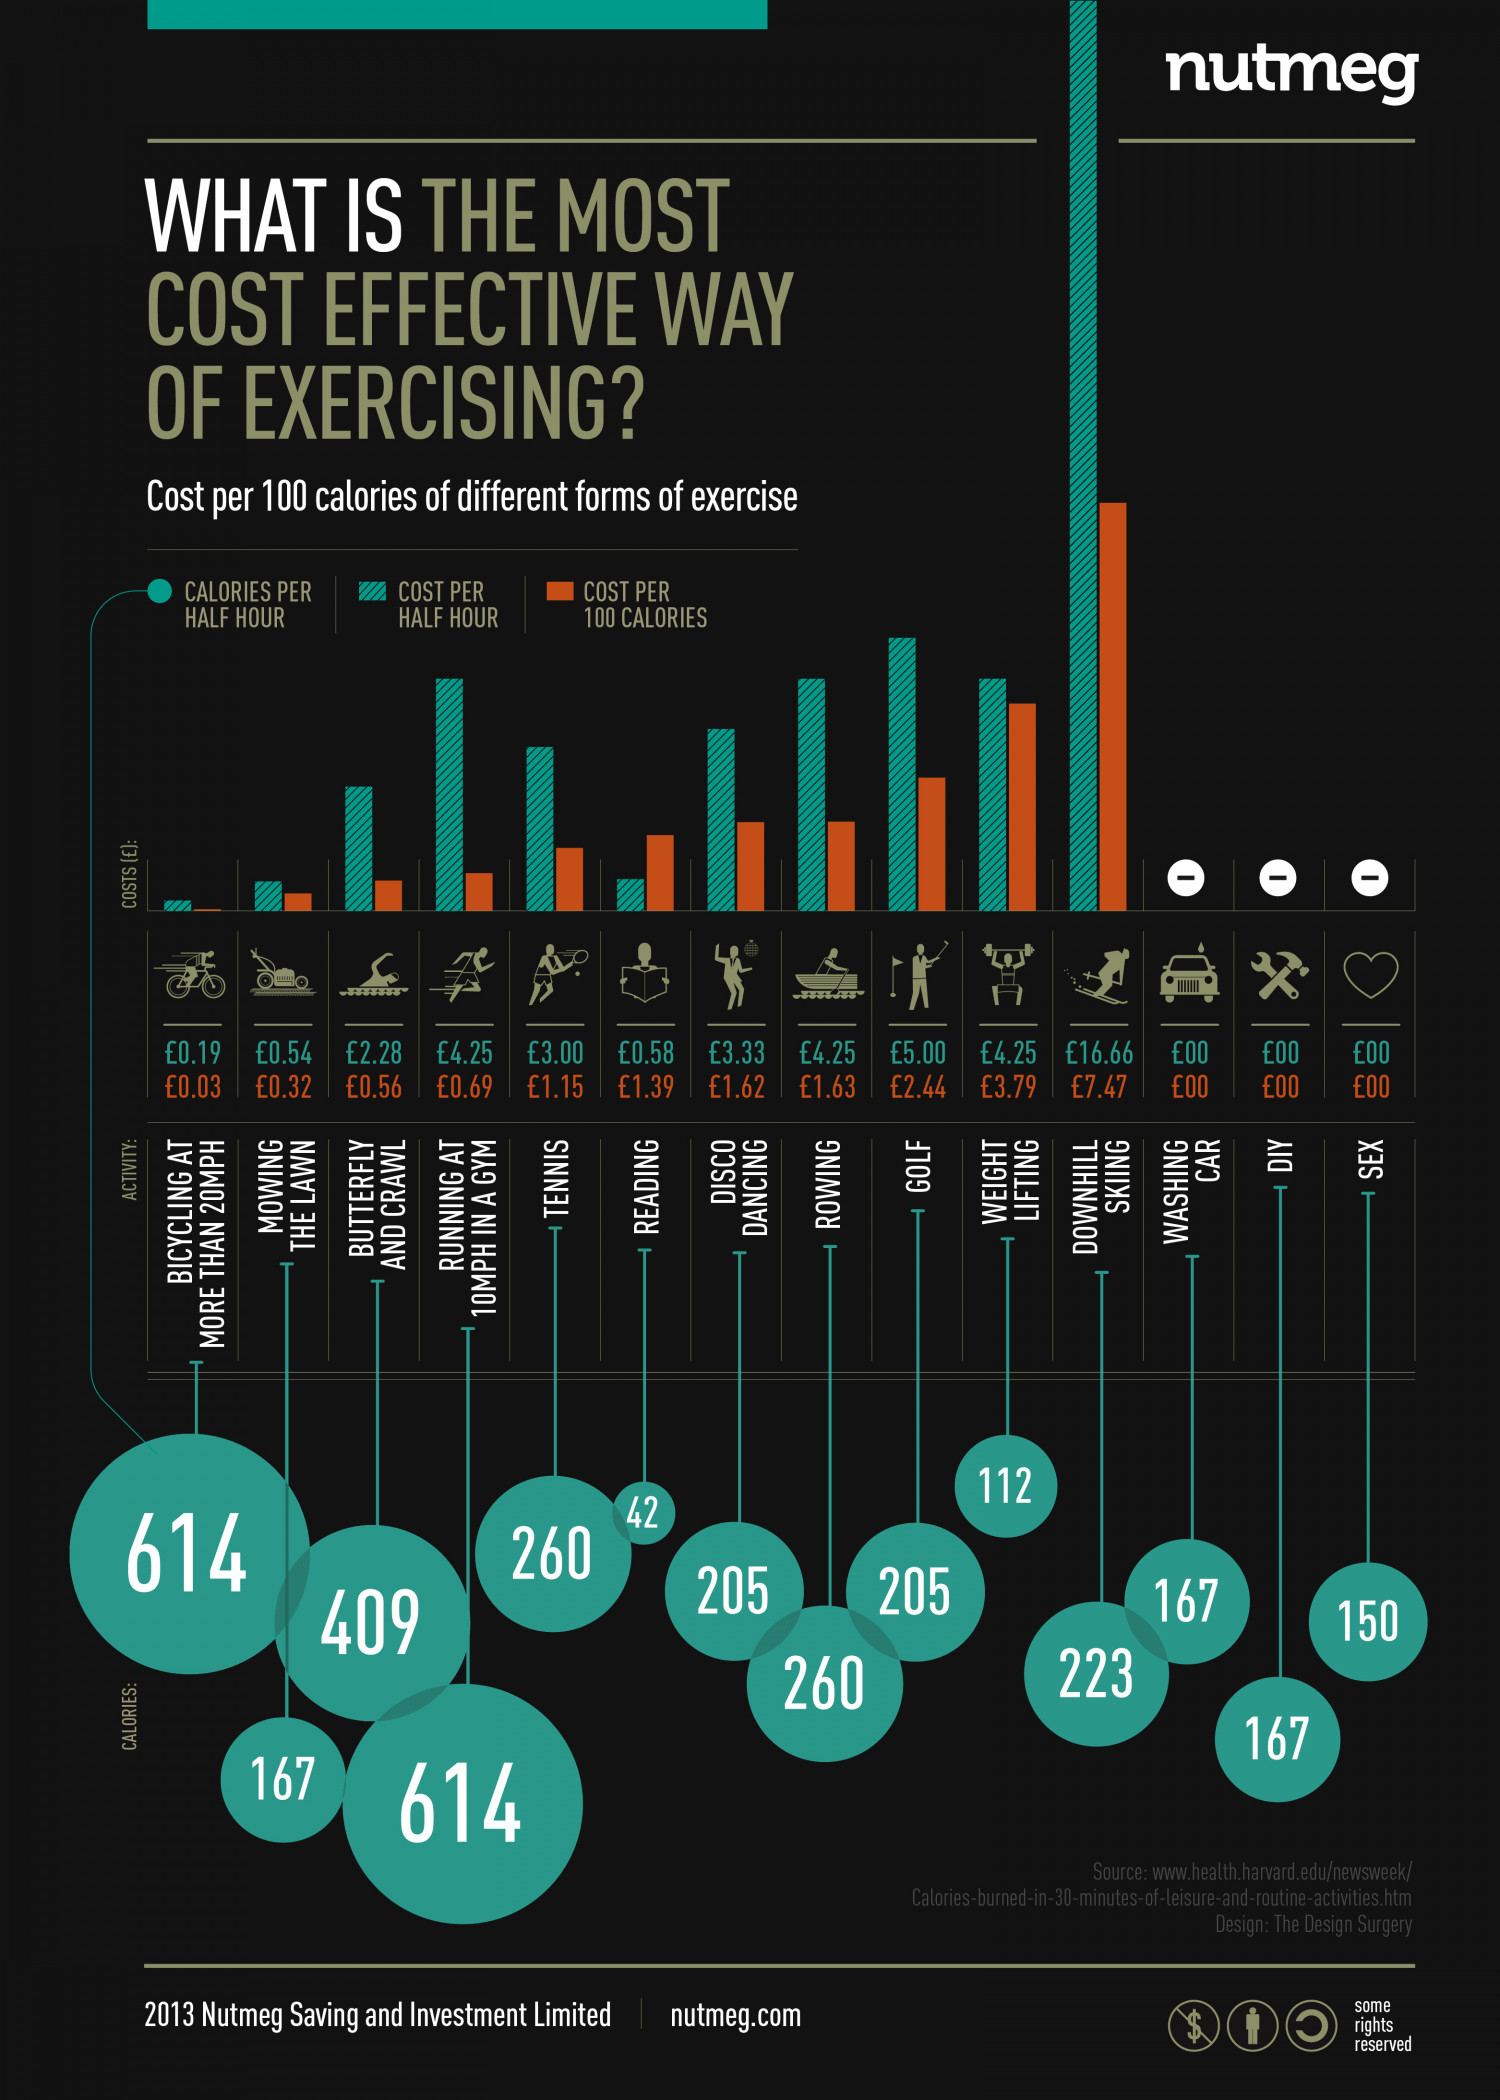 nutmeg
WHAT IS THE MOST
COST EFFECTIVE WAY
OF EXERCISING?
Cost per 100 calories of different forms of exercise
CALORIES PER
HALF HOUR
COST PER
HALF HOUR
COST PER
100 CALORIES
COSTS (£):
£0.19 £0.54 £2.28 £4.25 £3.00 £0.58 £3.33 £4.25 £5.00 £4.25 £16.66 £00 £00 £00
£0.03 £0.32 £0.56 £0.69 £1.15 £1.39 £1.62 £1.63 £2.44 £3.79 £7.47 £00 £00 £00
ACTIVITY:
BICYCLING AT
MORE THAN 20MPH
MOWING
THE LAWN
BUTTERFLY
AND CRAWL
RUNNING AT
10MPH IN A GYM
TENNIS
READING
DISCO
DANCING
ROWING
GOLF
WEIGHT
LIFTING
DOWNHILL
SKING
WASHING
CAR
DIY
SEX
CALORIES:
614
167
409
614
260
42
205
260
205
112
223
167
167
150
Source: www.health.harvard.edu/newsweek/
Calories-burned-in-30-minutes-of-leisure-and-routine-activities.htm
Design: The Design Surgery
2013 Nutmeg Saving and Investment Limited
nutmeg.com
$
some
rights
reserved